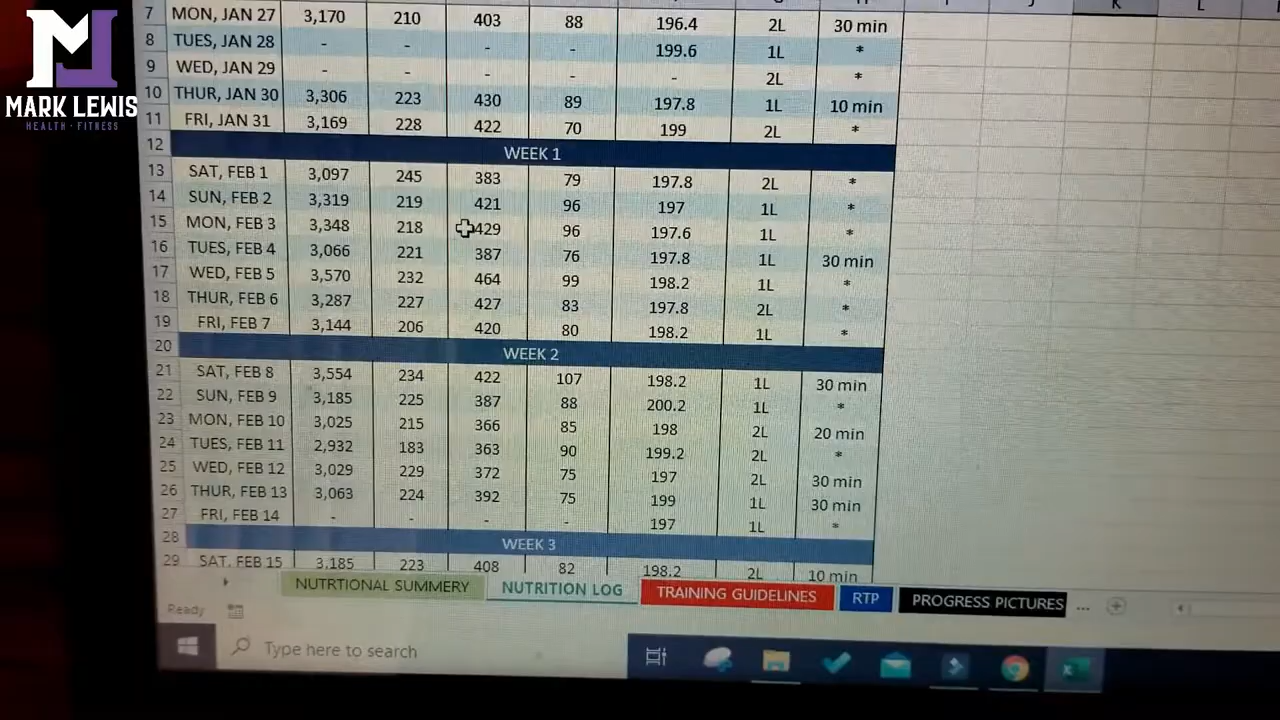 MARK LEWIS
HEALTH - FITNESS
K L
7 MON, JAN 27 3,170 210 403 88 196.4 2L 30 min
8 TUES, JAN 28 - - - - 199.6 1L *
9 WED, JAN 29 - - - - - 2L *
10 THUR, JAN 30 3,306 223 430 89 197.8 1L 10 min
11 FRI, JAN 31 3,169 228 422 70 199 2L *
12 WEEK 1
13 SAT, FEB 1 3,097 245 383 79 197.8 2L *
14 SUN, FEB 2 3,319 219 421 96 197 1L *
15 MON, FEB 3 3,348 218 429 96 197.6 1L *
16 TUES, FEB 4 3,066 221 387 76 197.8 1L 30 min
17 WED, FEB 5 3,570 232 464 99 198.2 1L *
18 THUR, FEB 6 3,287 227 427 83 197.8 2L *
19 FRI, FEB 7 3,144 206 420 80 198.2 1L *
20 WEEK 2
21 SAT, FEB 8 3,554 234 422 107 198.2 1L 30 min
22 SUN, FEB 9 3,185 225 387 88 200.2 1L *
23 MON, FEB 10 3,025 215 366 85 198 2L 20 min
24 TUES, FEB 11 2,932 183 363 90 199.2 2L *
25 WED, FEB 12 3,029 229 372 75 197 2L 30 min
26 THUR, FEB 13 3,063 224 392 75 199 1L 30 min
27 FRI, FEB 14 - - - - 197 1L *
28 WEEK 3
29 SAT, FEB 15 3,185 223 408 82 198.2 2L 10 min
NUTRTIONAL SUMMERY NUTRITION LOG TRAINING GUIDELINES RTP PROGRESS PICTURES ...
Ready
Type here to search